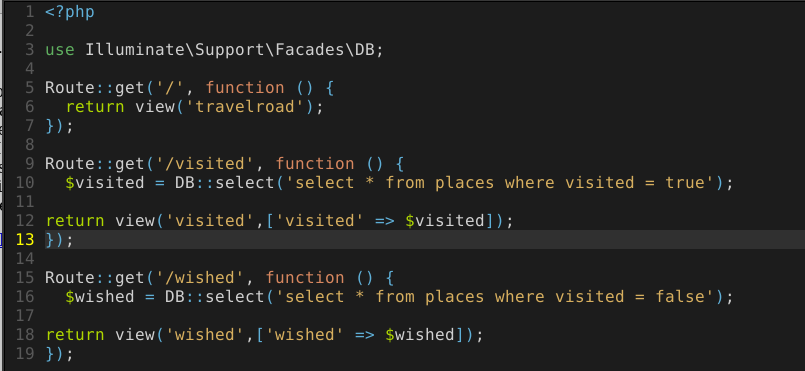 1 <?php
2
3 use Illuminate\Support\Facades\DB;
4
5 Route::get('/', function () {
6   return view('travelroad');
7 });
8
9 Route::get('/visited', function () {
10   $visited = DB::select('select * from places where visited = true');
11
12 return view('visited',['visited' => $visited]);
13 });
14
15 Route::get('/wished', function () {
16   $wished = DB::select('select * from places where visited = false');
17
18 return view('wished',['wished' => $wished]);
19 });